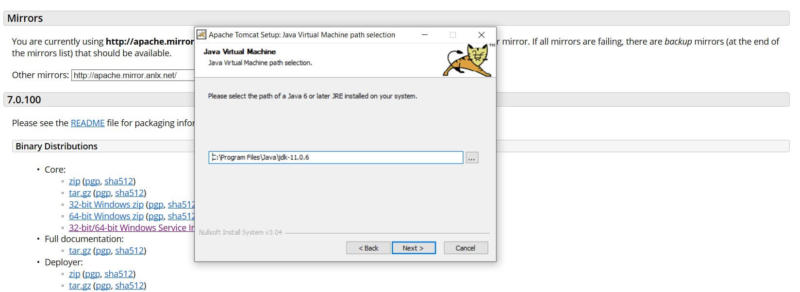 Mirrors
You are currently using http://apache.mirror
r mirror. If all mirrors are failing, there are backup mirrors (at the end of
the mirrors list) that should be available.
Other mirrors: http://apache.mirror.anlx.net/
7.0.100
Please see the README file for packaging infor
Binary Distributions
• Core:
◦ zip (pgp, sha512)
◦ tar.gz (pgp, sha512)
◦ 32-bit Windows zip (pgp, sha512
◦ 64-bit Windows zip (pgp, sha512
◦ 32-bit/64-bit Windows Service In
• Full documentation:
◦ tar.gz (pgp, sha512)
• Deployer:
◦ zip (pgp, sha512)
◦ tar.gz (pgp, sha512)
Apache Tomcat Setup: Java Virtual Machine path selection
Java Virtual Machine
Java Virtual Machine path selection.
TM
Please select the path of a Java 6 or later JRE installed on your system.
C:\Program Files\Java\jdk-11.0.6
...
Nullsoft Install System v3.04
< Back
Next >
Cancel